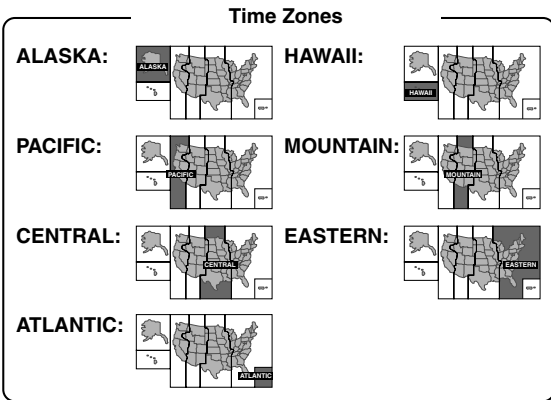 Time Zones
ALASKA:
ALASKA
HAWAII:
HAWAII
PACIFIC:
PACIFIC
MOUNTAIN:
MOUNTAIN
CENTRAL:
CENTRAL
EASTERN:
EASTERN
ATLANTIC:
ATLANTIC